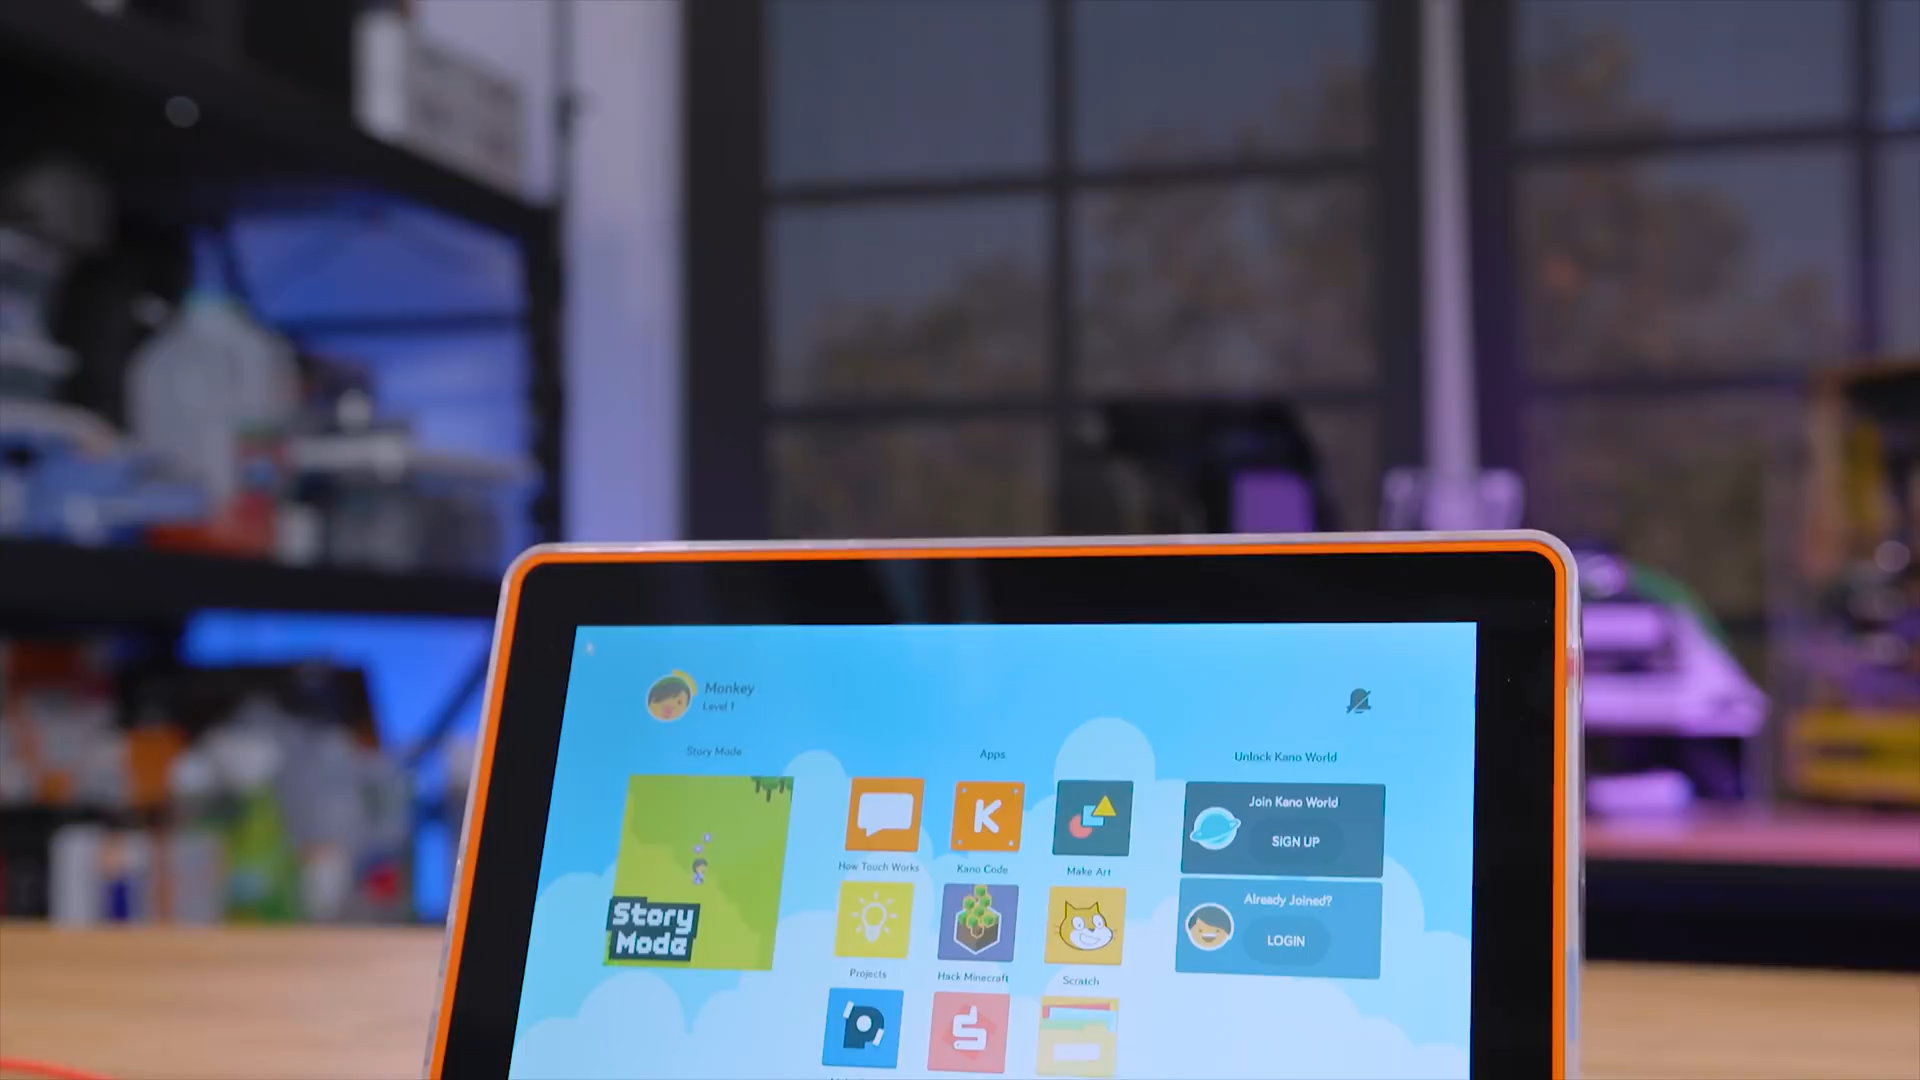 Monkey
Level 1
Story Mode
Apps
Unlock Kano World
Story
Mode
K
Join Kano World
SIGN UP
How Touch Works
Kano Code
Make Art
Already Joined?
LOGIN
Projects
Hack Minecraft
Scratch